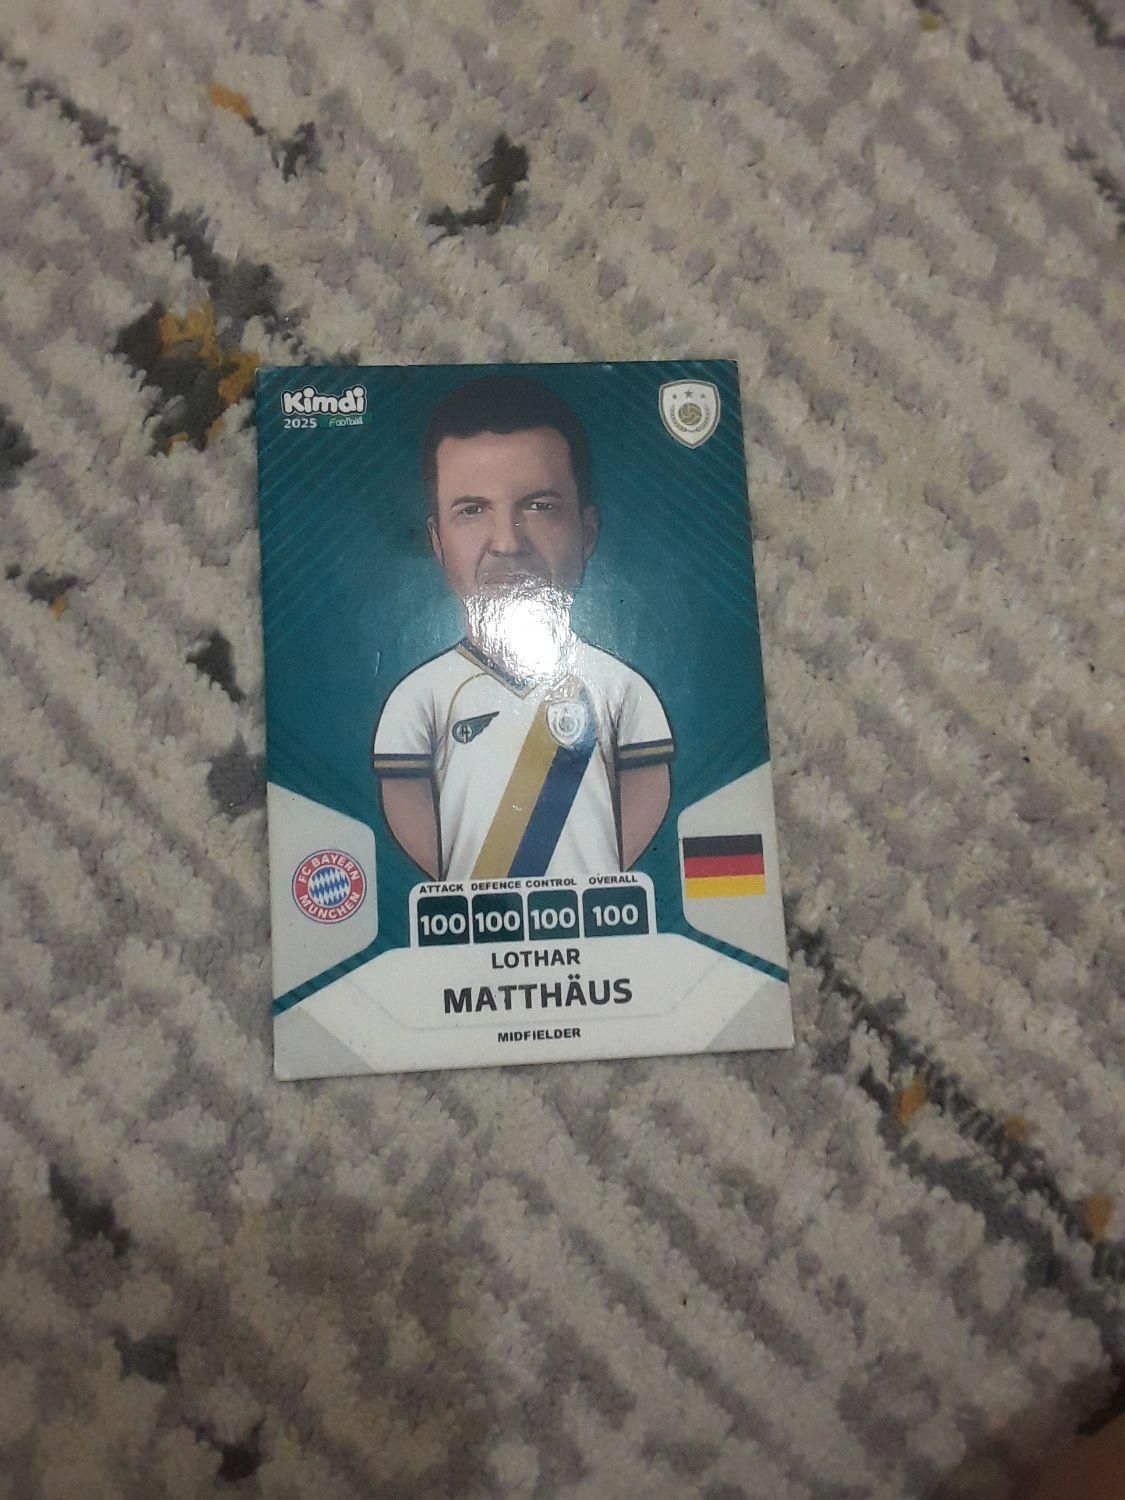 Kimdi
2025 Football
FC BAYERN
MÜNCHEN
ATTACK DEFENCE CONTROL OVERALL
100 100 100 100
LOTHAR
MATTHÄUS
MIDFIELDER